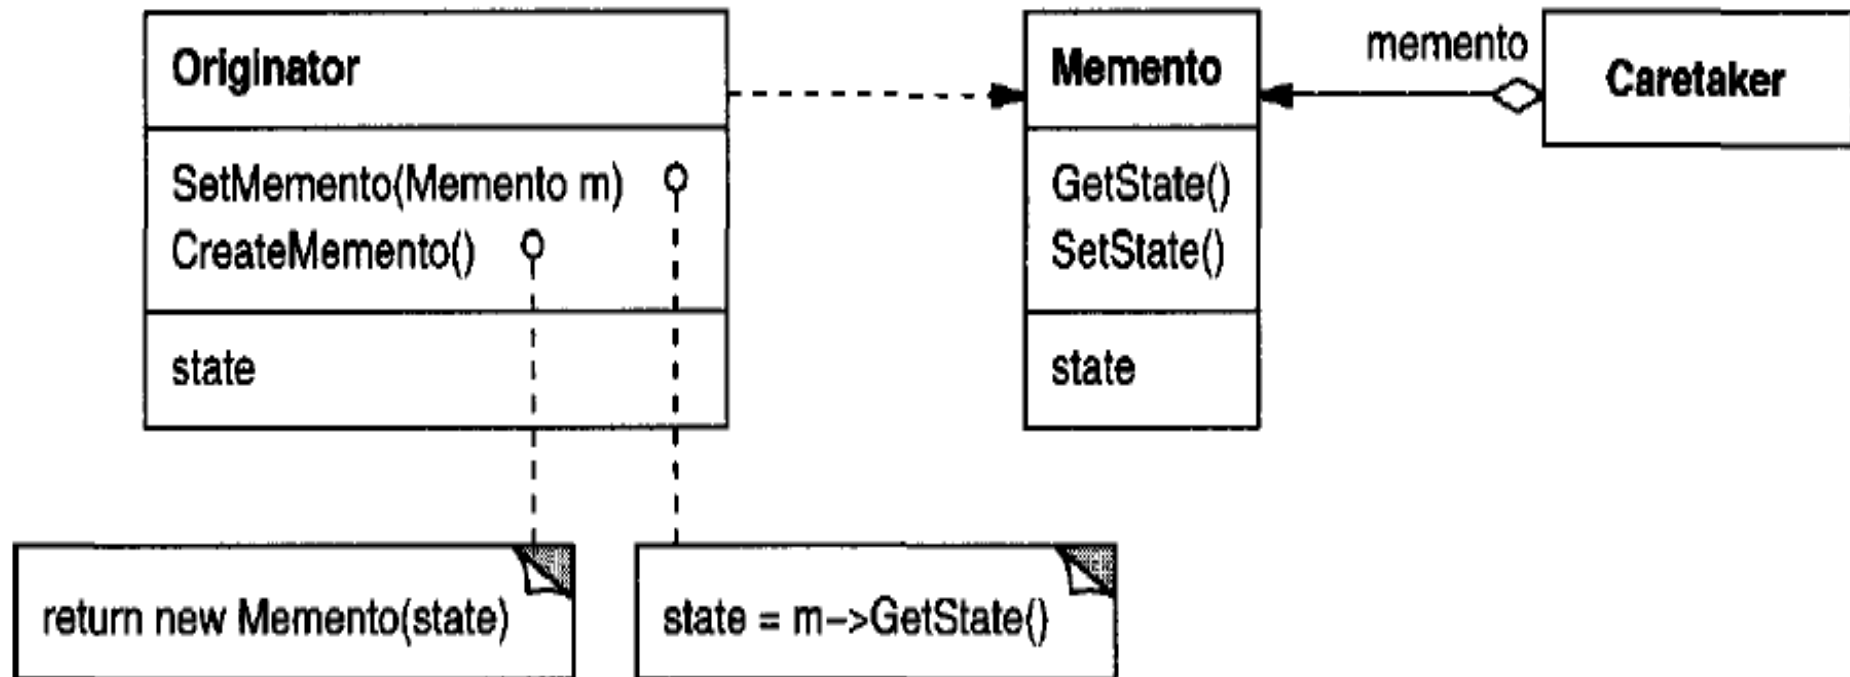 Originator
SetMemento(Memento m)
CreateMemento()
state
Memento
GetState()
SetState()
state
memento
Caretaker
return new Memento(state)
state = m->GetState()